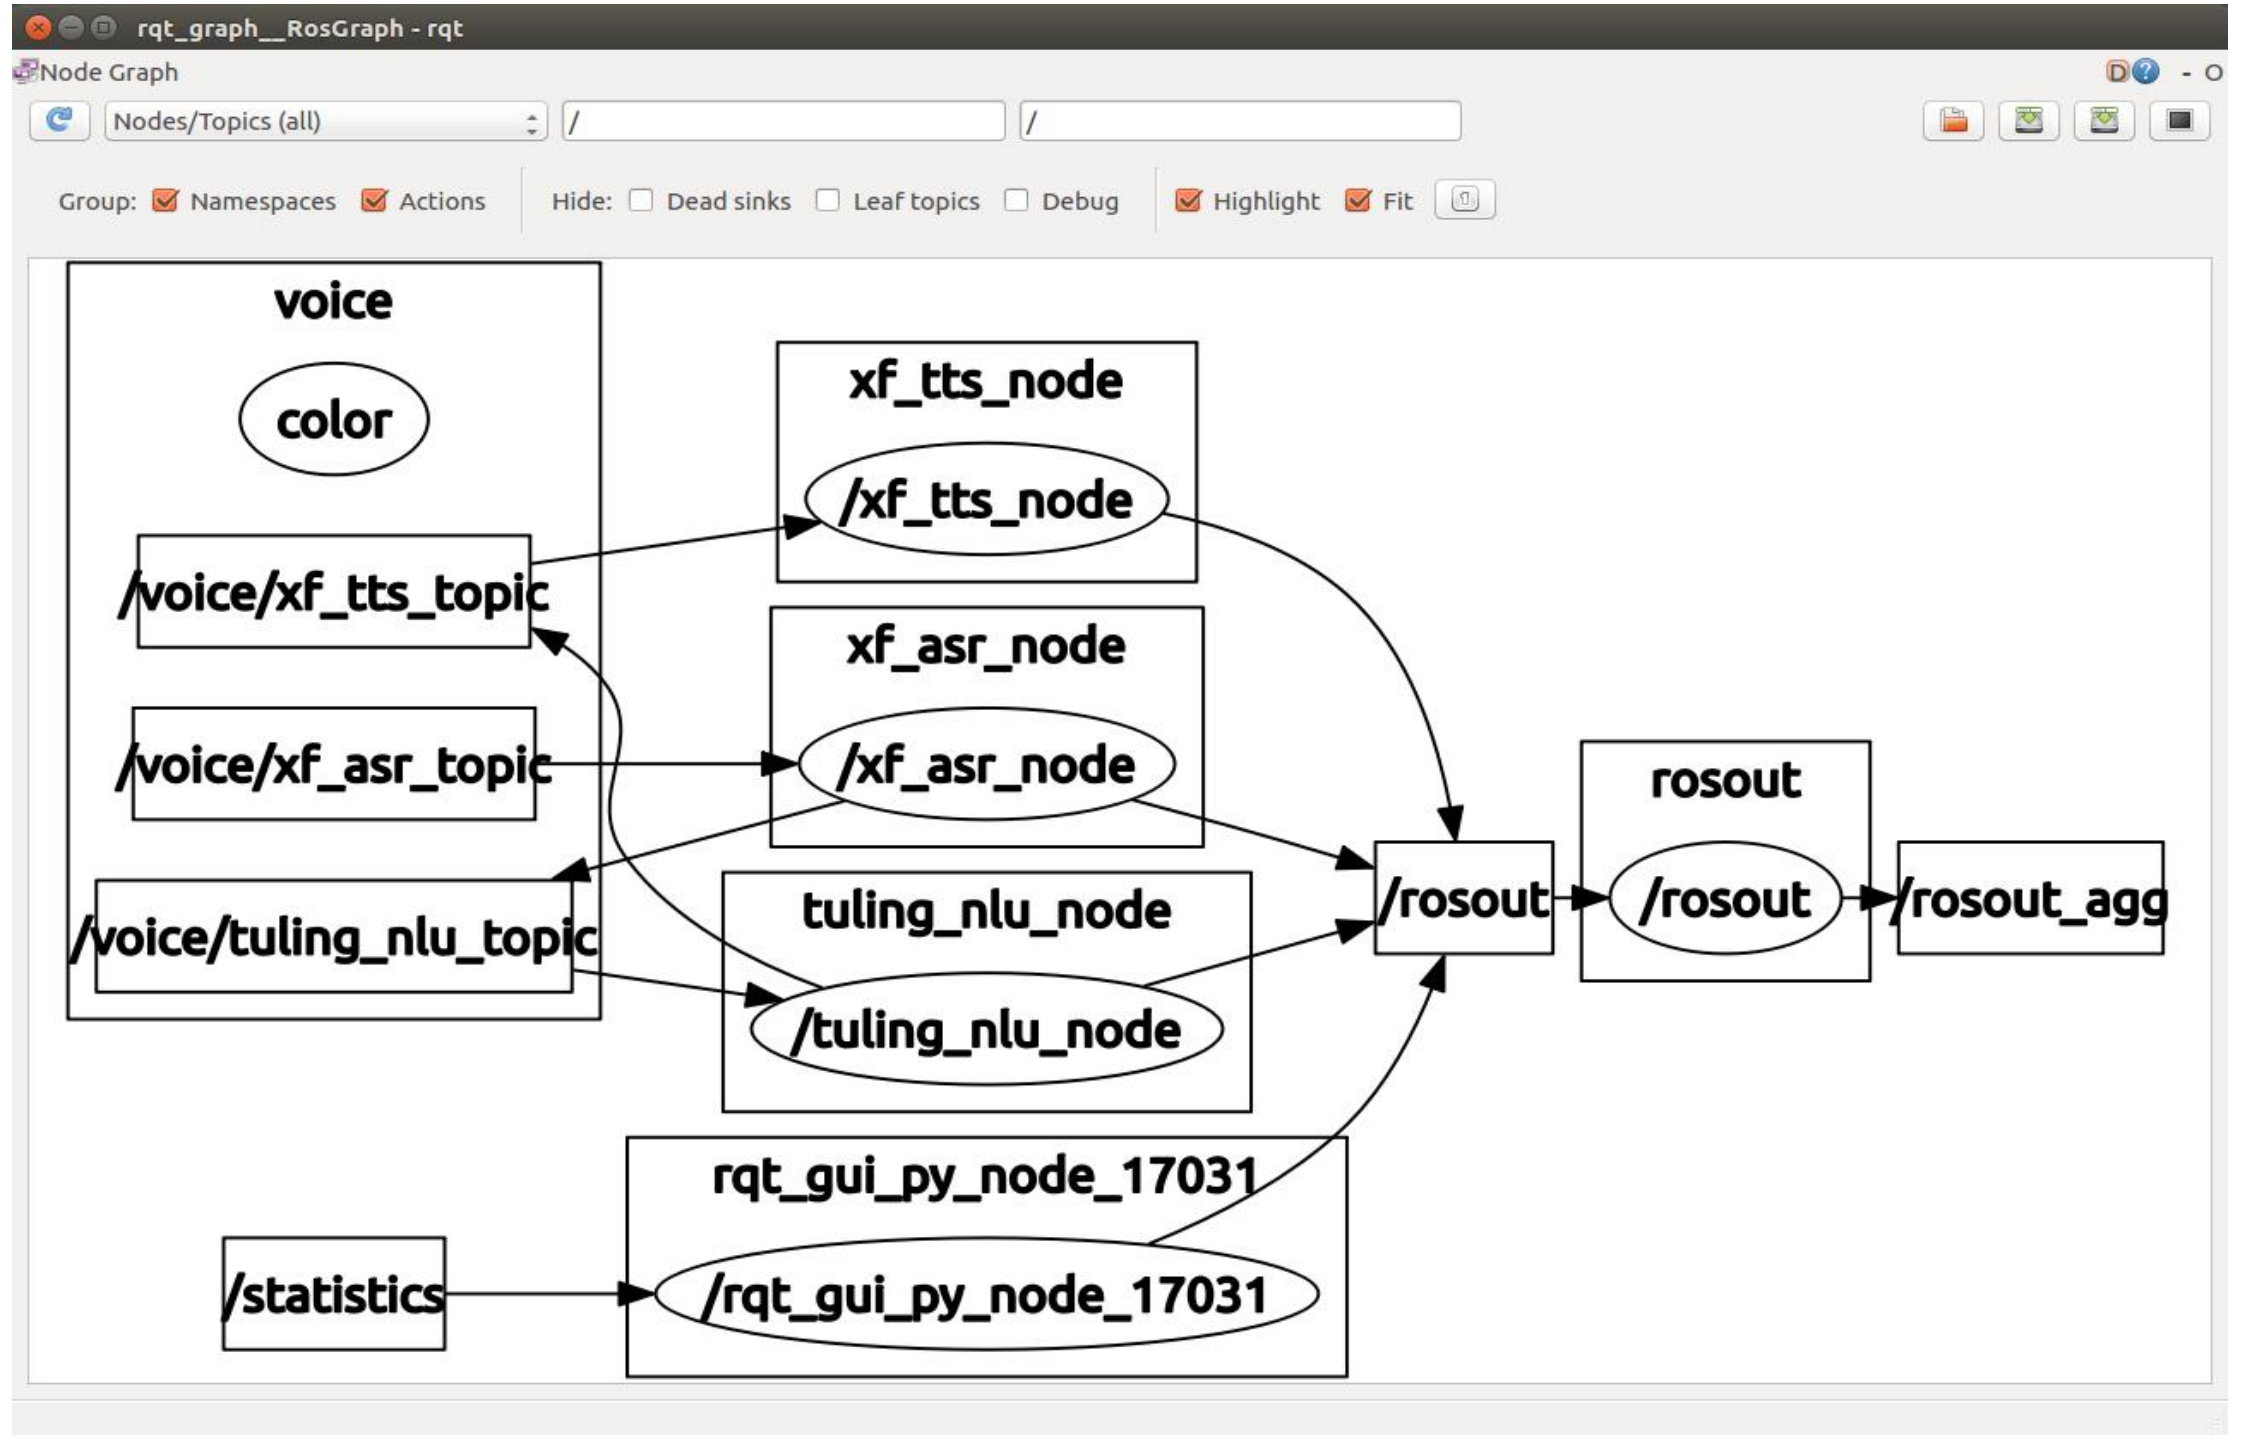 rqt_graph__RosGraph - rqt
Node Graph
D ? - O
Nodes/Topics (all) / /
Group: Namespaces Actions Hide: Dead sinks Leaf topics Debug Highlight Fit
voice
color
/voice/xf_tts_topic
/voice/xf_asr_topic
/voice/tuling_nlu_topic
/statistics
xf_tts_node
/xf_tts_node
xf_asr_node
/xf_asr_node
tuling_nlu_node
/tuling_nlu_node
rqt_gui_py_node_17031
/rqt_gui_py_node_17031
/rosout
rosout
/rosout
/rosout_agg